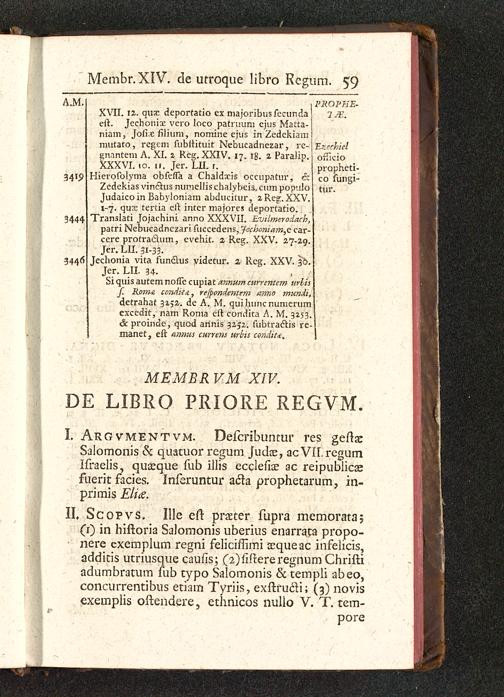 Membr. XIV. de utroque libro Regum. 59
A.M.
PROPHE-
TÆ.
XVII. 12. quæ deportatio ex majoribus secunda
est. Jechoniæ vero loco patruum ejus Matta-
niam, Josiæ filium, nomine ejus in Zedekiam
mutato, regem substituit Nebucadnezar, re-
gnantem A. XI. 2 Reg. XXIV. 17. 18. 2 Paralip.
XXXVI. 10. 11. Jer. LII. 1.
Ezechiel
officio
propheti-
co fungi-
tur.
3419 Hierosolyma obsessa a Chaldæis occupatur, &
Zedekias vinctus numellis chalybeis, cum populo
Judaico in Babyloniam abducitur, 2 Reg. XXV.
1-7. quæ tertia est inter majores deportatio.
3444 Translati Jojachini anno XXXVII. Evilmerodach,
patri Nebucadnezari succedens, Jechoniam, e car-
cere protractum, evehit. 2 Reg. XXV. 27-29.
Jer. LII. 31-33.
3446 Jechonia vita functus videtur. 2 Reg. XXV. 30.
Jer. LII. 34.
Si quis autem nosse cupiat annum currentem urbis
s. Roma condita, respondentem anno mundi,
detrahat 3252. de A. M. qui hunc numerum
excedit, nam Roma est condita A. M. 3253.
& proinde, quod annis 3252. subtractis re-
manet, est annus currens urbis conditæ.
MEMBRVM XIV.
DE LIBRO PRIORE REGVM.
I. ARGVMENTVM. Describuntur res gestæ
Salomonis & quatuor regum Judæ, ac VII. regum
Israelis, quæque sub illis ecclesiæ ac reipublicæ
fuerit facies. Inseruntur acta prophetarum, in-
primis Eliæ.
II. SCOPVS. Ille est præter supra memorata;
(1) in historia Salomonis uberius enarrata propo-
nere exemplum regni felicissimi æque ac infelicis,
additis utriusque causis; (2) sistere regnum Christi
adumbratum sub typo Salomonis & templi ab eo,
concurrentibus etiam Tyriis, exstructi; (3) novis
exemplis ostendere, ethnicos nullo V. T. tem-
pore